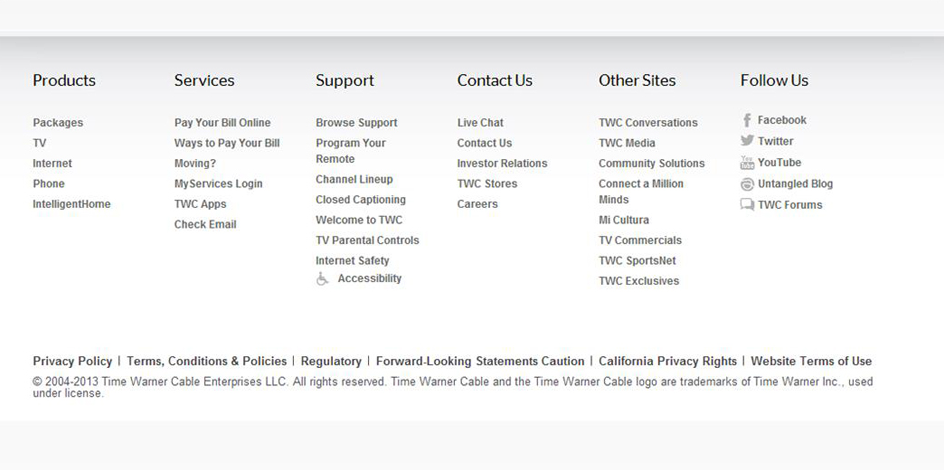 Products
Packages
TV
Internet
Phone
IntelligentHome
Services
Pay Your Bill Online
Ways to Pay Your Bill
Moving?
MyServices Login
TWC Apps
Check Email
Support
Browse Support
Program Your
Remote
Channel Lineup
Closed Captioning
Welcome to TWC
TV Parental Controls
Internet Safety
Accessibility
Contact Us
Live Chat
Contact Us
Investor Relations
TWC Stores
Careers
Other Sites
TWC Conversations
TWC Media
Community Solutions
Connect a Million
Minds
Mi Cultura
TV Commercials
TWC SportsNet
TWC Exclusives
Follow Us
Facebook
Twitter
YouTube
Untangled Blog
TWC Forums
Privacy Policy | Terms, Conditions & Policies | Regulatory | Forward-Looking Statements Caution | California Privacy Rights | Website Terms of Use
© 2004-2013 Time Warner Cable Enterprises LLC. All rights reserved. Time Warner Cable and the Time Warner Cable logo are trademarks of Time Warner Inc., used
under license.